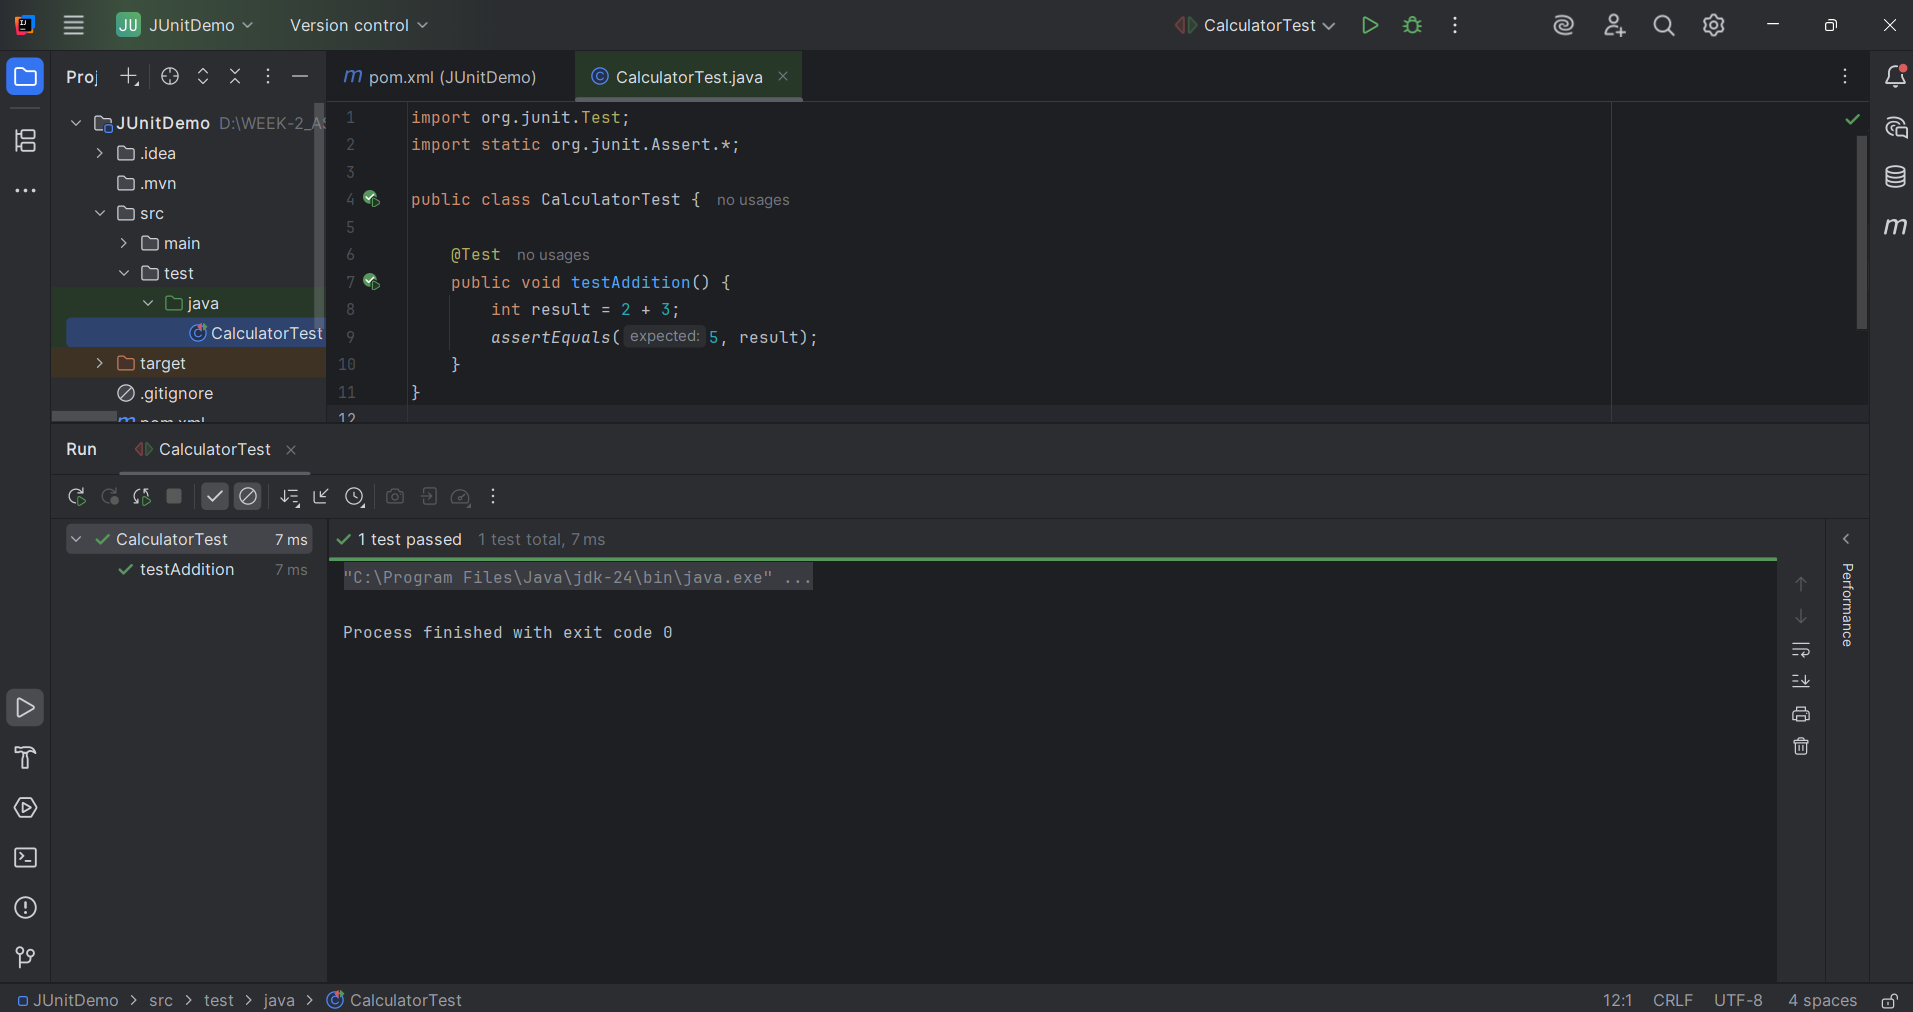 JU JUnitDemo Version control CalculatorTest
Proj
pom.xml (JUnitDemo) CalculatorTest.java
JUnitDemo D:\WEEK-2_AS
.idea
.mvn
src
main
test
java
CalculatorTest
target
.gitignore
pom.xml
1 import org.junit.Test;
2 import static org.junit.Assert.*;
3
4 public class CalculatorTest { no usages
5
6 @Test no usages
7 public void testAddition() {
8 int result = 2 + 3;
9 assertEquals( expected: 5, result);
10 }
11 }
12
Run CalculatorTest
CalculatorTest 7 ms
testAddition 7 ms
1 test passed 1 test total, 7 ms
"C:\Program Files\Java\jdk-24\bin\java.exe" ...
Process finished with exit code 0
Performance
JUnitDemo > src > test > java > CalculatorTest
12:1 CRLF UTF-8 4 spaces